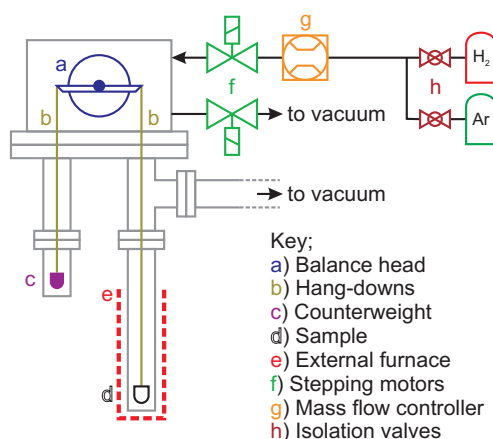 g
H₂
a
f
h
b
b
to vacuum
Ar
to vacuum
c
e
d
Key;
a) Balance head
b) Hang-downs
c) Counterweight
d) Sample
e) External furnace
f) Stepping motors
g) Mass flow controller
h) Isolation valves